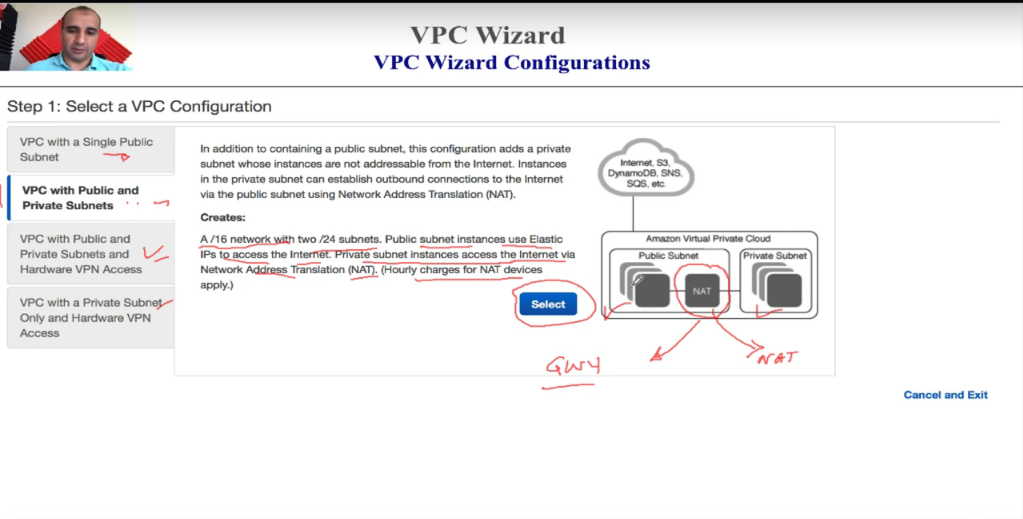 VPC Wizard
VPC Wizard Configurations
Step 1: Select a VPC Configuration
VPC with a Single Public
Subnet
VPC with Public and
Private Subnets
VPC with Public and
Private Subnets and
Hardware VPN Access
VPC with a Private Subnet
Only and Hardware VPN
Access
In addition to containing a public subnet, this configuration adds a private
subnet whose instances are not addressable from the Internet. Instances
in the private subnet can establish outbound connections to the Internet
via the public subnet using Network Address Translation (NAT).
Creates:
A /16 network with two /24 subnets. Public subnet instances use Elastic
IPs to access the Internet. Private subnet instances access the Internet via
Network Address Translation (NAT). (Hourly charges for NAT devices
apply.)
Select
Internet, S3,
DynamoDB, SNS,
SQS, etc.
Amazon Virtual Private Cloud
Public Subnet
Private Subnet
NAT
GWY
NAT
Cancel and Exit